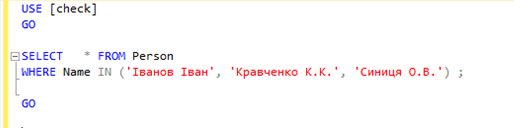 USE [check]
GO
SELECT * FROM Person
WHERE Name IN ('Іванов Іван', 'Кравченко К.К.', 'Синиця О.В.') ;
GO